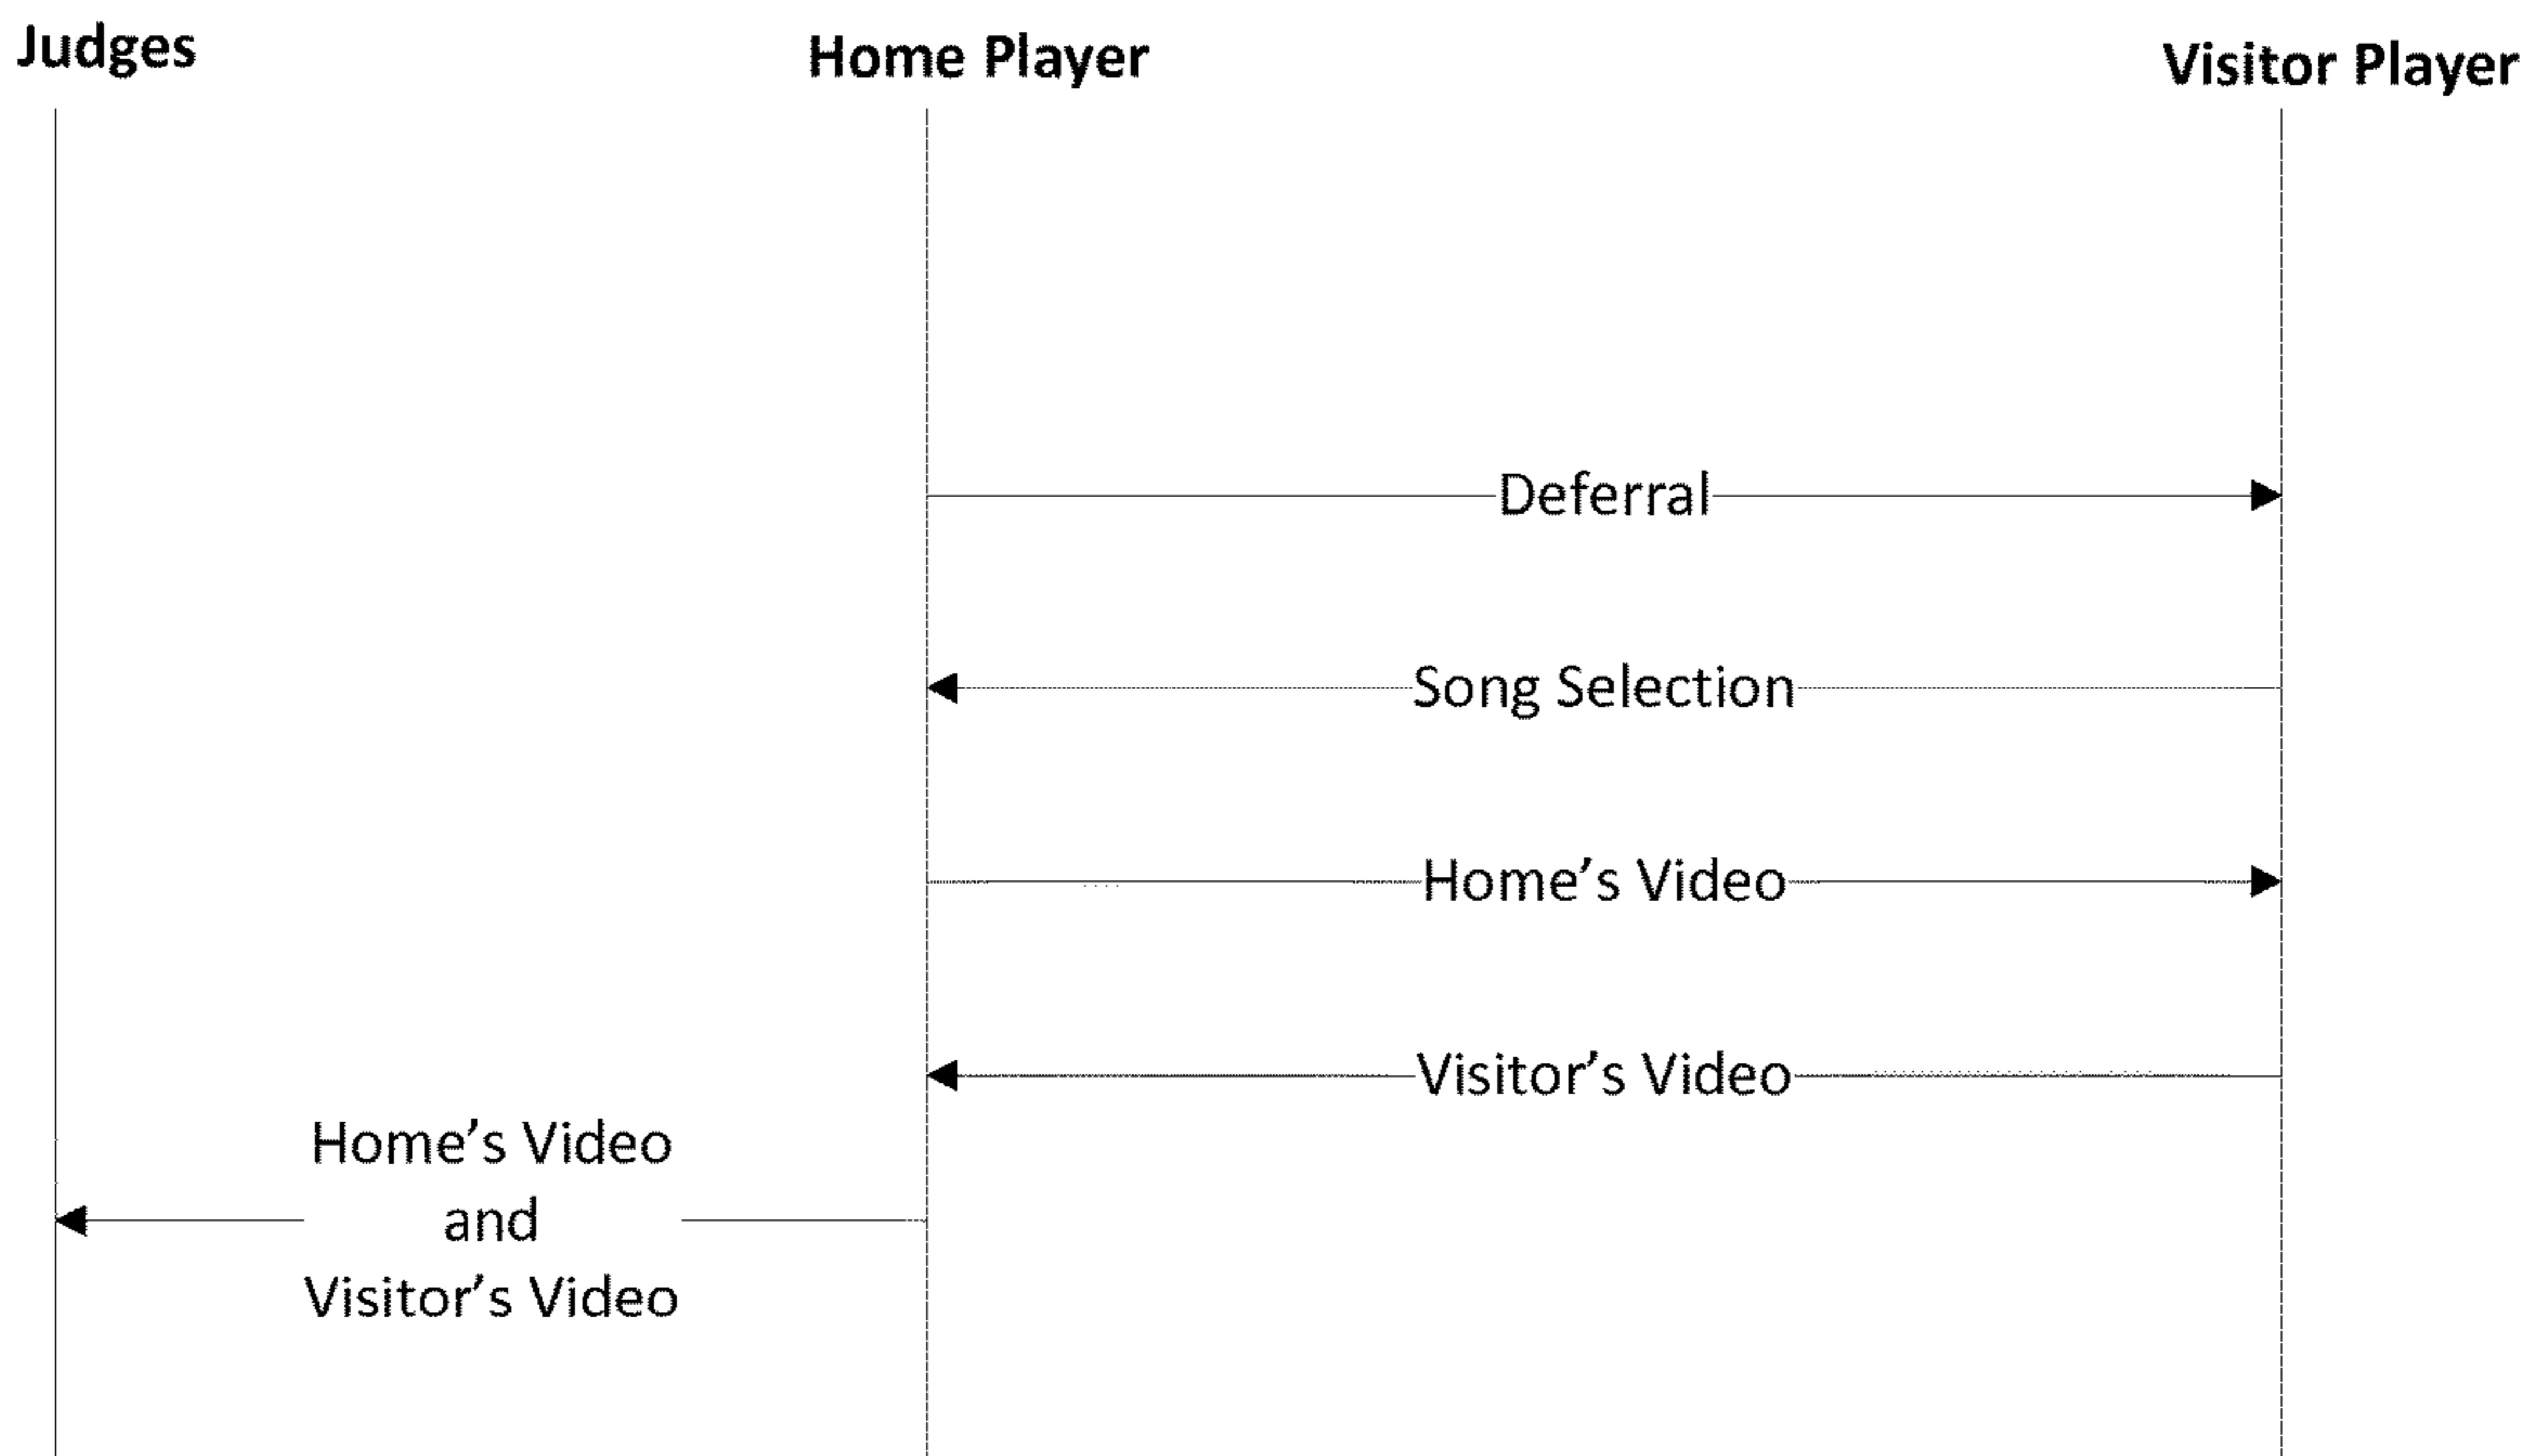 Judges
Home Player
Visitor Player
Deferral
Song Selection
Home’s Video
Visitor’s Video
Home’s Video
and
Visitor’s Video